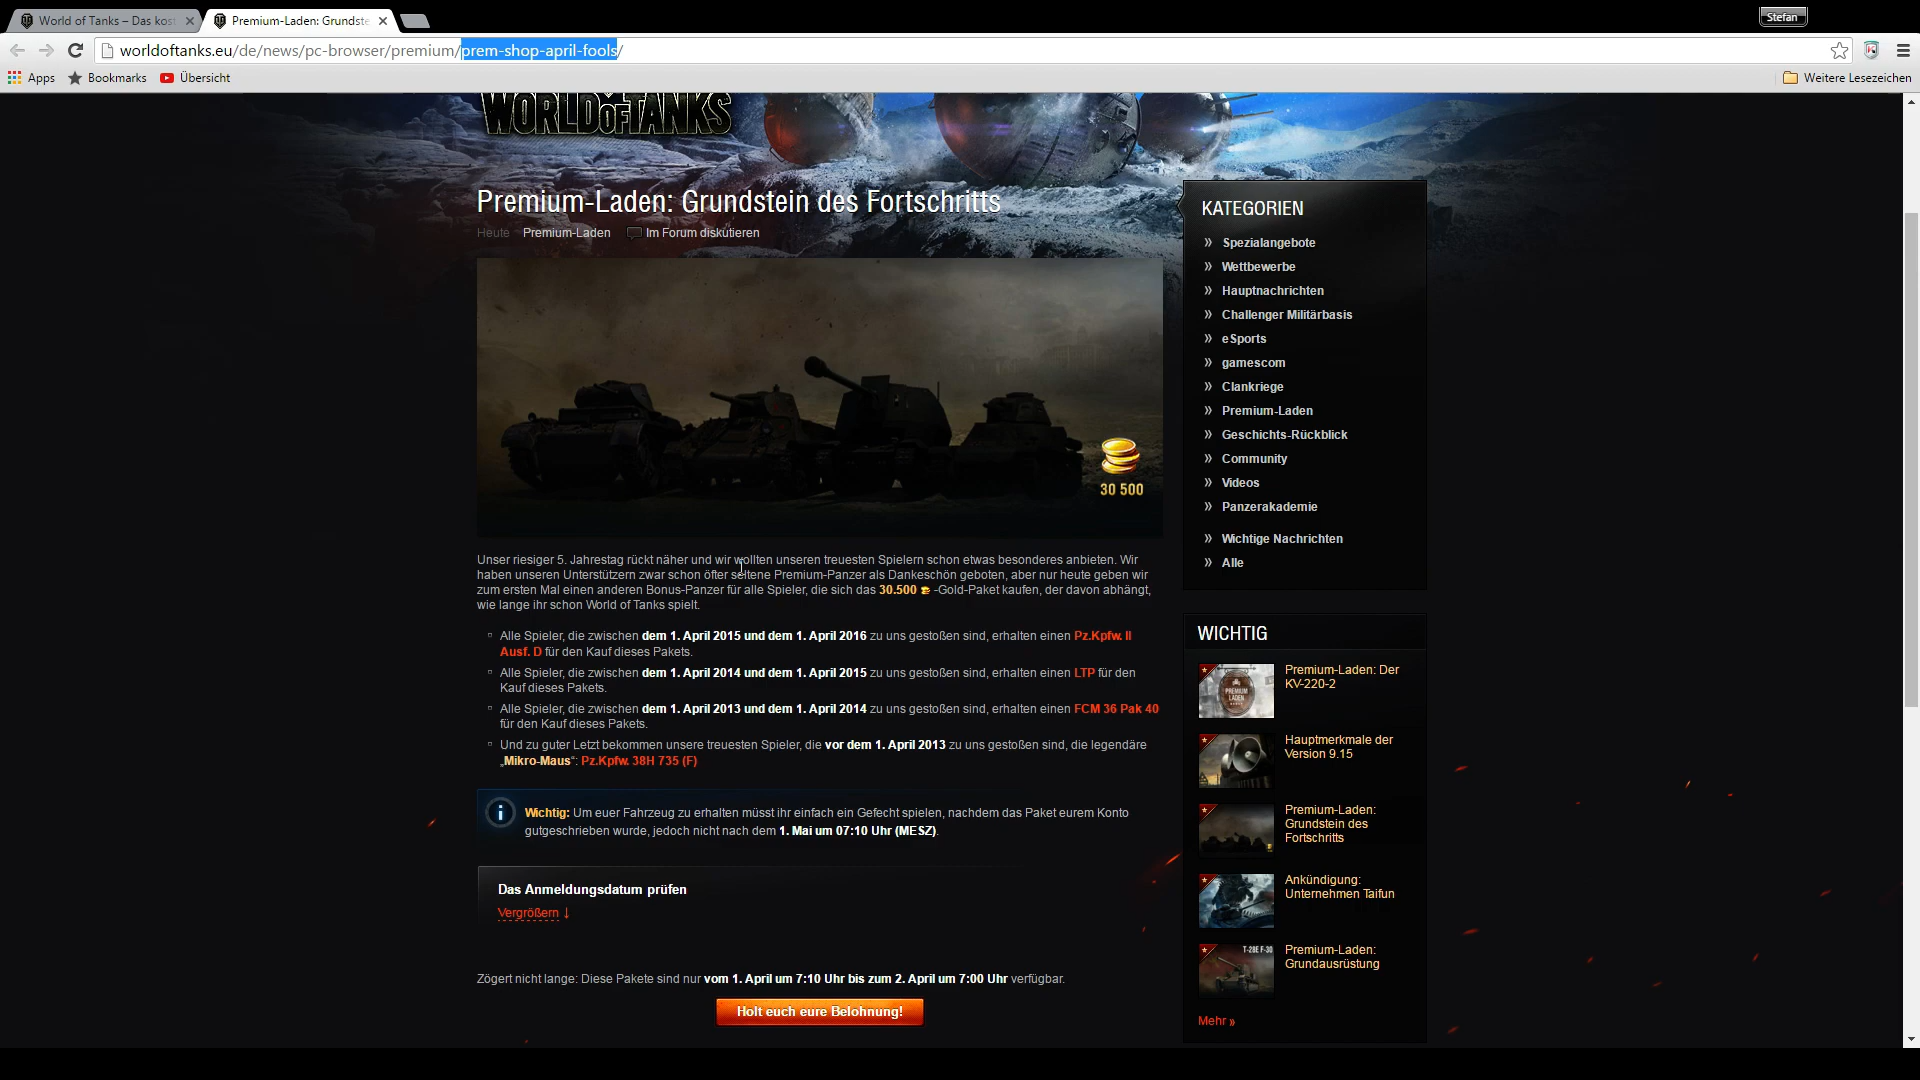 World of Tanks – Das kost
Premium-Laden: Grundste
Stefan
worldoftanks.eu/de/news/pc-browser/premium/prem-shop-april-fools/
Apps
Bookmarks
Übersicht
Weitere Lesezeichen
WORLD OF TANKS
Premium-Laden: Grundstein des Fortschritts
Heute Premium-Laden Im Forum diskutieren
30 500
Unser riesiger 5. Jahrestag rückt näher und wir wollten unseren treuesten Spielern schon etwas besonderes anbieten. Wir
haben unseren Unterstützern zwar schon öfter seltene Premium-Panzer als Dankeschön geboten, aber nur heute geben wir
zum ersten Mal einen anderen Bonus-Panzer für alle Spieler, die sich das 30.500 -Gold-Paket kaufen, der davon abhängt,
wie lange ihr schon World of Tanks spielt.
Alle Spieler, die zwischen dem 1. April 2015 und dem 1. April 2016 zu uns gestoßen sind, erhalten einen Pz.Kpfw. II
Ausf. D für den Kauf dieses Pakets.
Alle Spieler, die zwischen dem 1. April 2014 und dem 1. April 2015 zu uns gestoßen sind, erhalten einen LTP für den
Kauf dieses Pakets.
Alle Spieler, die zwischen dem 1. April 2013 und dem 1. April 2014 zu uns gestoßen sind, erhalten einen FCM 36 Pak 40
für den Kauf dieses Pakets.
Und zu guter Letzt bekommen unsere treuesten Spieler, die vor dem 1. April 2013 zu uns gestoßen sind, die legendäre
„Mikro-Maus“: Pz.Kpfw. 38H 735 (F)
Wichtig: Um euer Fahrzeug zu erhalten müsst ihr einfach ein Gefecht spielen, nachdem das Paket eurem Konto
gutgeschrieben wurde, jedoch nicht nach dem 1. Mai um 07:10 Uhr (MESZ).
Das Anmeldungsdatum prüfen
Vergrößern ↓
Zögert nicht lange: Diese Pakete sind nur vom 1. April um 7:10 Uhr bis zum 2. April um 7:00 Uhr verfügbar.
Holt euch eure Belohnung!
KATEGORIEN
» Spezialangebote
» Wettbewerbe
» Hauptnachrichten
» Challenger Militärbasis
» eSports
» gamescom
» Clankriege
» Premium-Laden
» Geschichts-Rückblick
» Community
» Videos
» Panzerakademie
» Wichtige Nachrichten
» Alle
WICHTIG
PREMIUM
LADEN
Premium-Laden: Der
KV-220-2
Hauptmerkmale der
Version 9.15
Premium-Laden:
Grundstein des
Fortschritts
Ankündigung:
Unternehmen Taifun
T-28E F-30
Premium-Laden:
Grundausrüstung
Mehr »